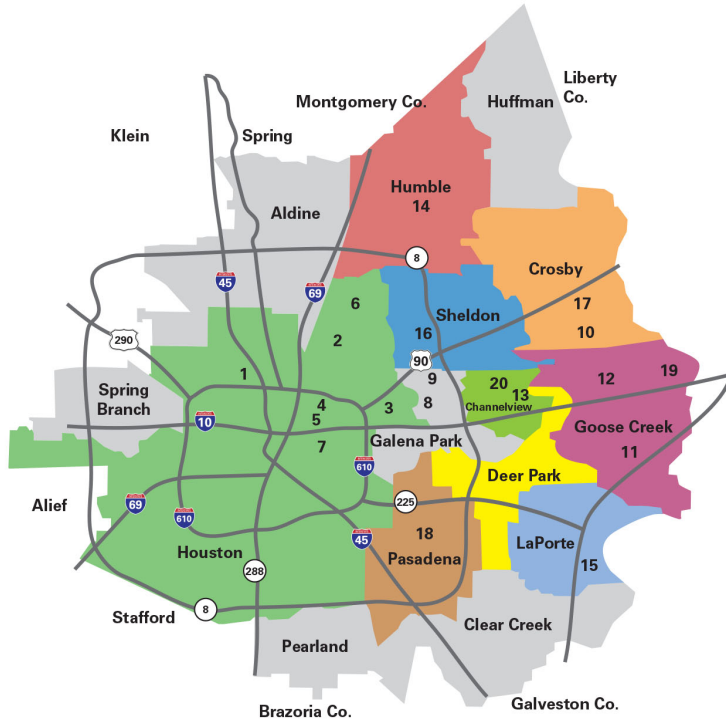 Liberty
Co.
Huffman
Montgomery Co.
Klein
Spring
Humble
14
Aldine
8
Crosby
45
69
6
17
Sheldon
16
10
290
2
90
1
9
20
12
19
Spring
Branch
4
5
3
8
13
Channelview
10
Goose Creek
7
Galena Park
11
610
Deer Park
Alief
69
225
610
18
45
LaPorte
Houston
Pasadena
288
15
Stafford
8
Clear Creek
Pearland
Brazoria Co.
Galveston Co.